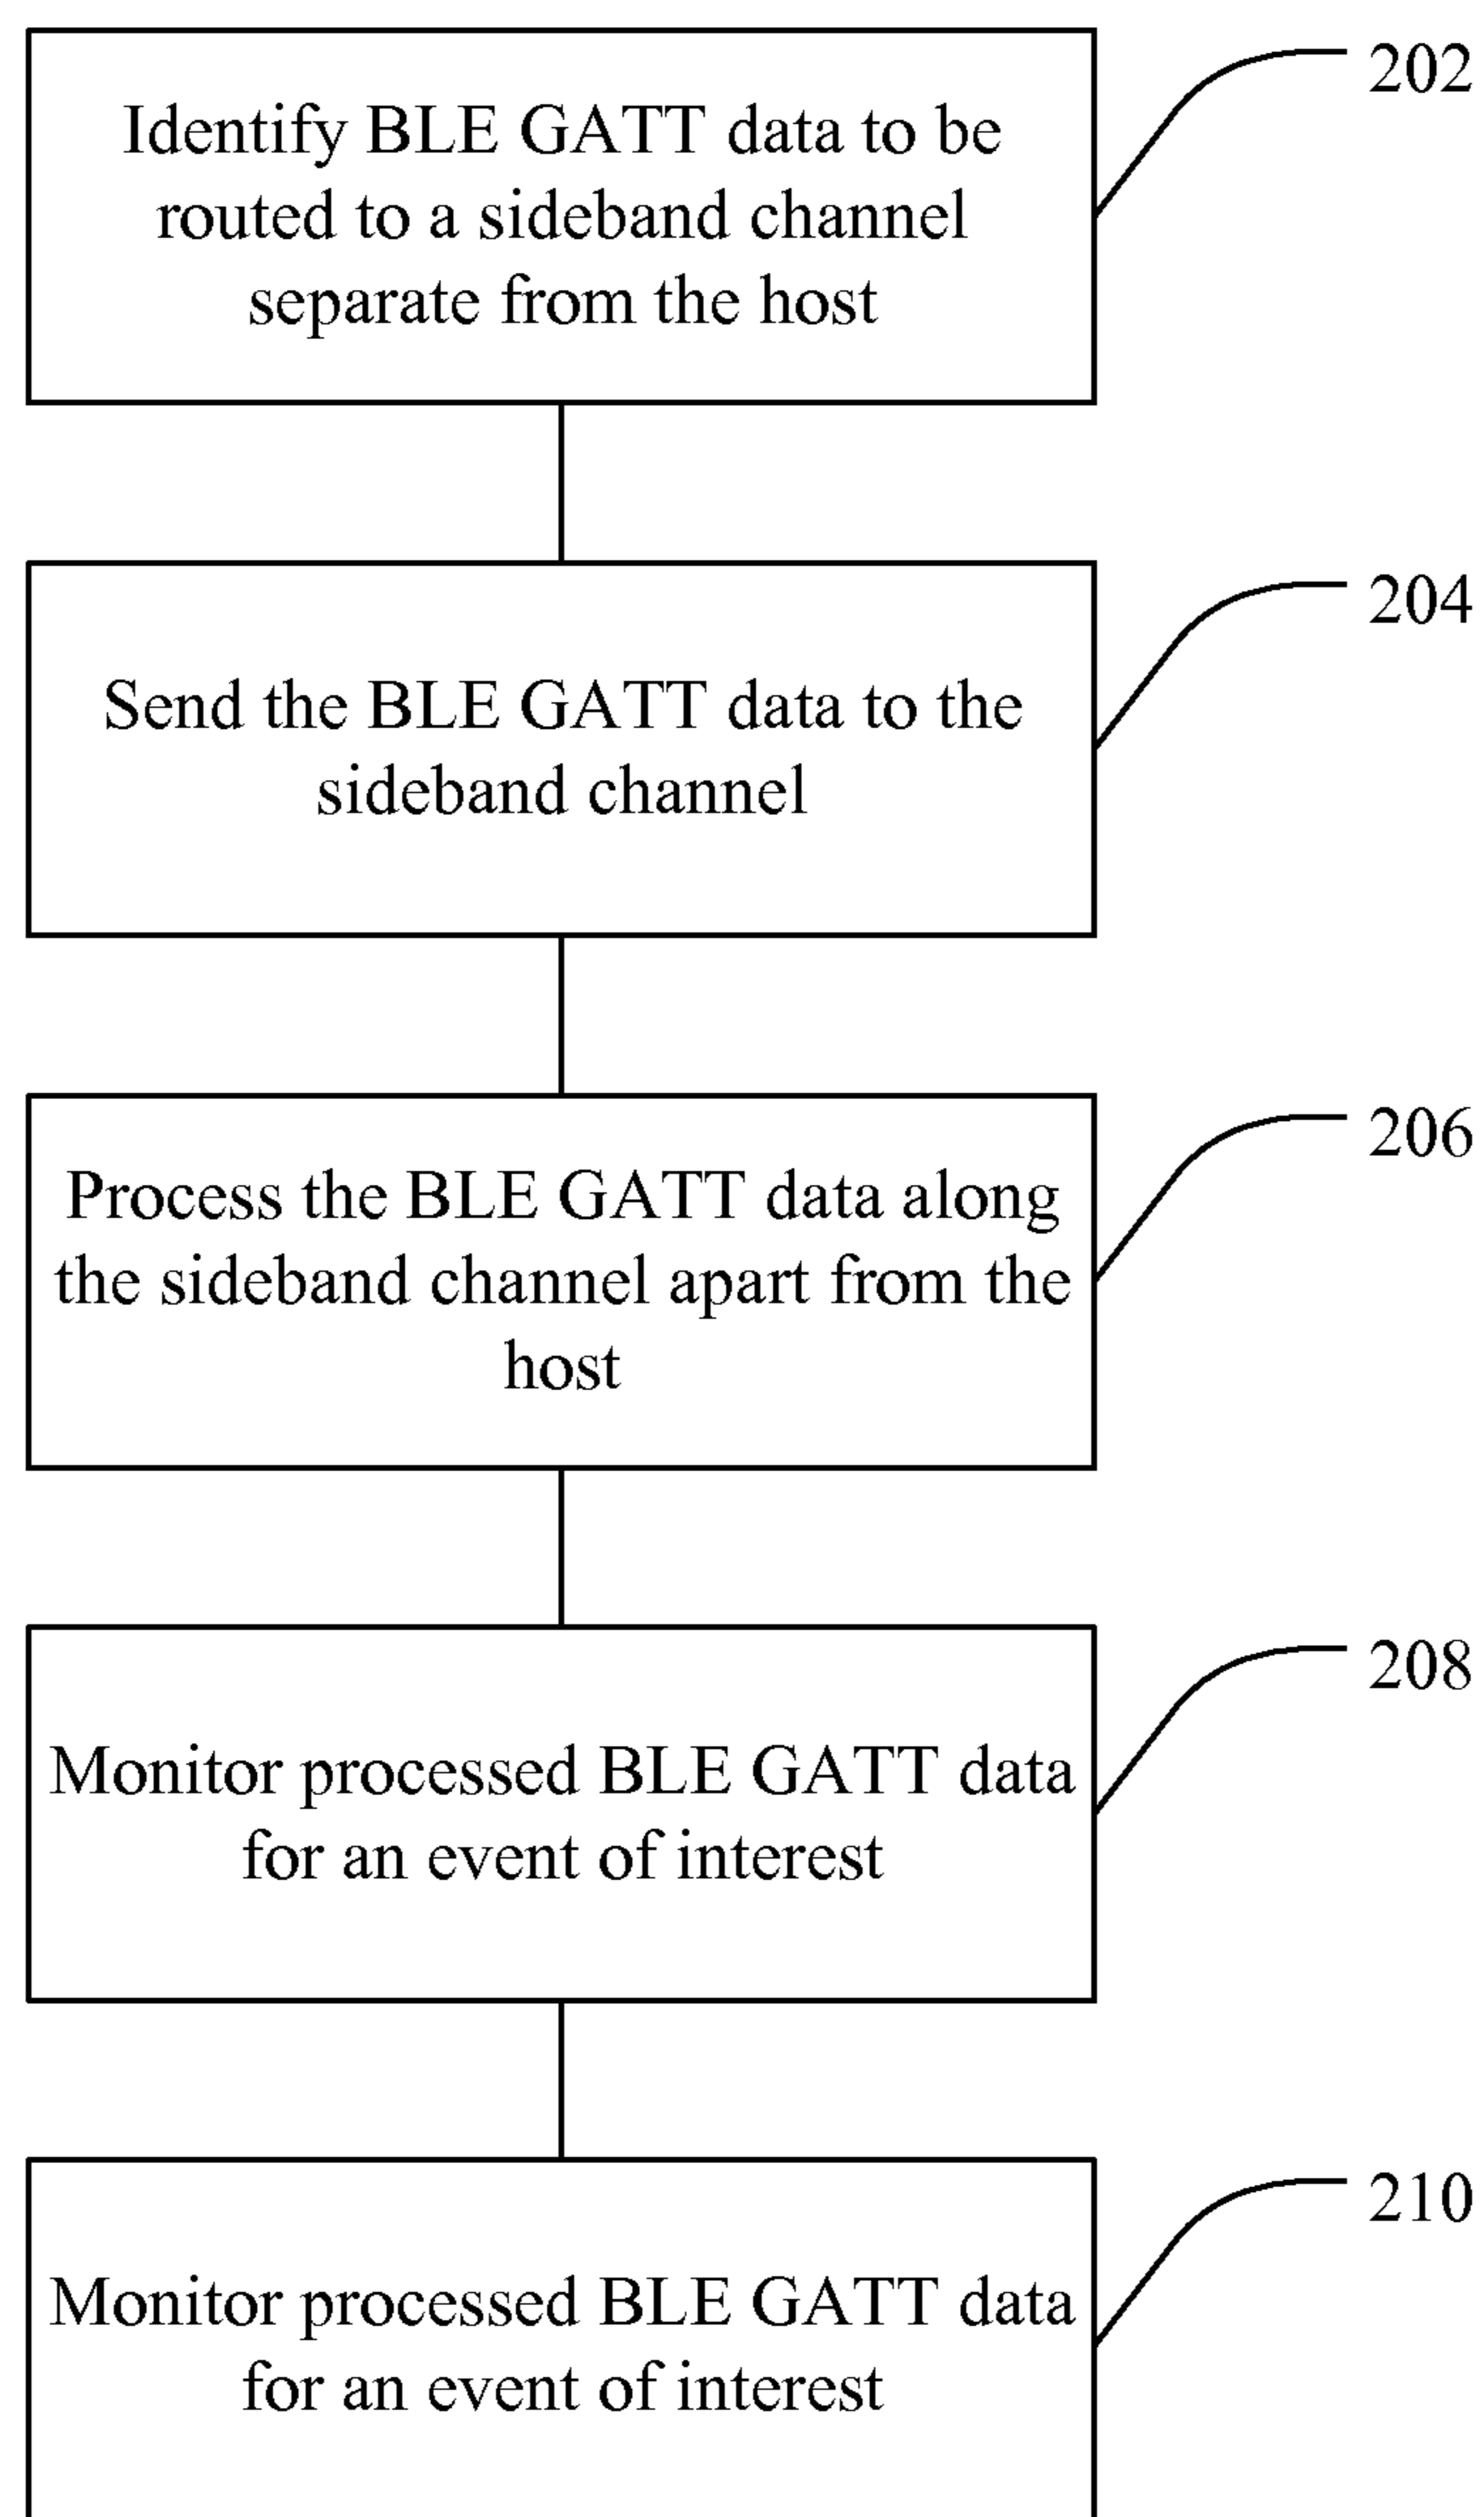 202
Identify BLE GATT data to be
routed to a sideband channel
separate from the host
204
Send the BLE GATT data to the
sideband channel
206
Process the BLE GATT data along
the sideband channel apart from the
host
208
Monitor processed BLE GATT data
for an event of interest
210
Monitor processed BLE GATT data
for an event of interest